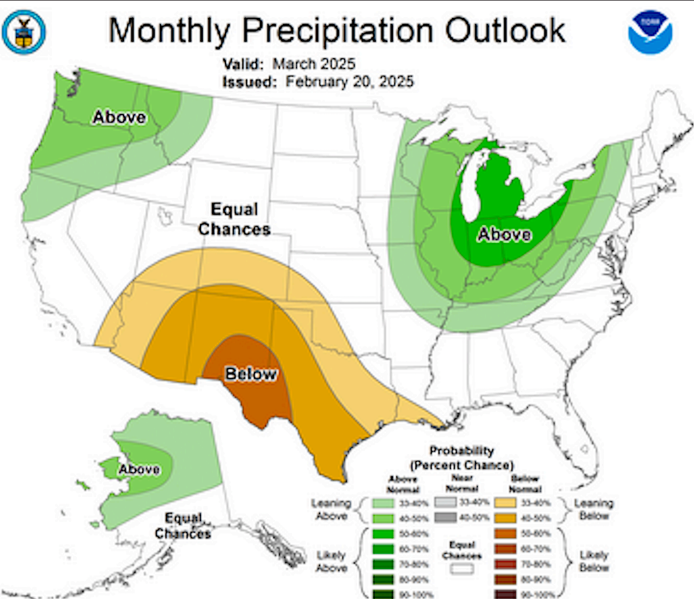 Monthly Precipitation Outlook
Valid: March 2025
Issued: February 20, 2025
NOAA
Above
Equal
Chances
Above
Below
Above
Equal
Chances
Probability
(Percent Chance)
Above
Normal
Near
Normal
Below
Normal
Leaning
Above
33-40%
33-40%
33-40%
Leaning
Below
40-50%
40-50%
40-50%
Likely
Above
50-60%
Equal
Chances
50-60%
Likely
Below
60-70%
60-70%
70-80%
70-80%
80-90%
80-90%
90-100%
90-100%